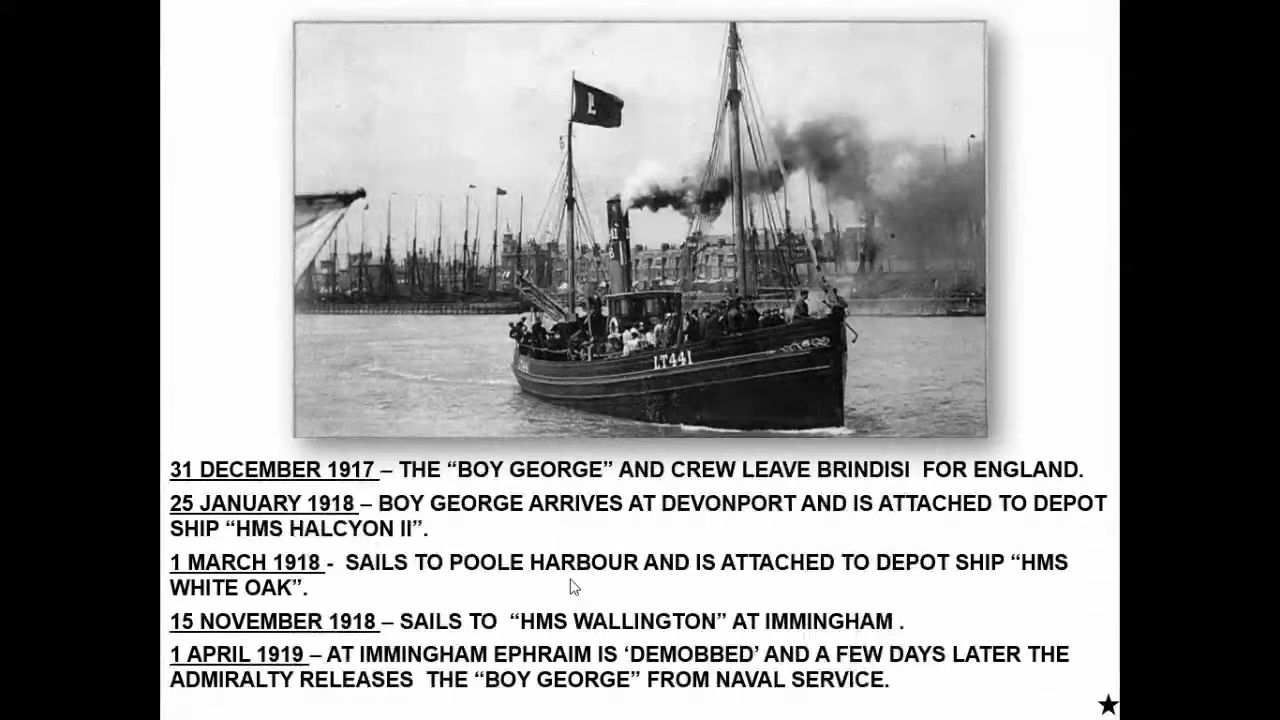 L
LT441
31 DECEMBER 1917 – THE “BOY GEORGE” AND CREW LEAVE BRINDISI  FOR ENGLAND.
25 JANUARY 1918 – BOY GEORGE ARRIVES AT DEVONPORT AND IS ATTACHED TO DEPOT
SHIP “HMS HALCYON II”.
1 MARCH 1918 -  SAILS TO POOLE HARBOUR AND IS ATTACHED TO DEPOT SHIP “HMS
WHITE OAK”.
15 NOVEMBER 1918 – SAILS TO  “HMS WALLINGTON” AT IMMINGHAM .
1 APRIL 1919 – AT IMMINGHAM EPHRAIM IS ‘DEMOBBED’ AND A FEW DAYS LATER THE
ADMIRALTY RELEASES  THE “BOY GEORGE” FROM NAVAL SERVICE.